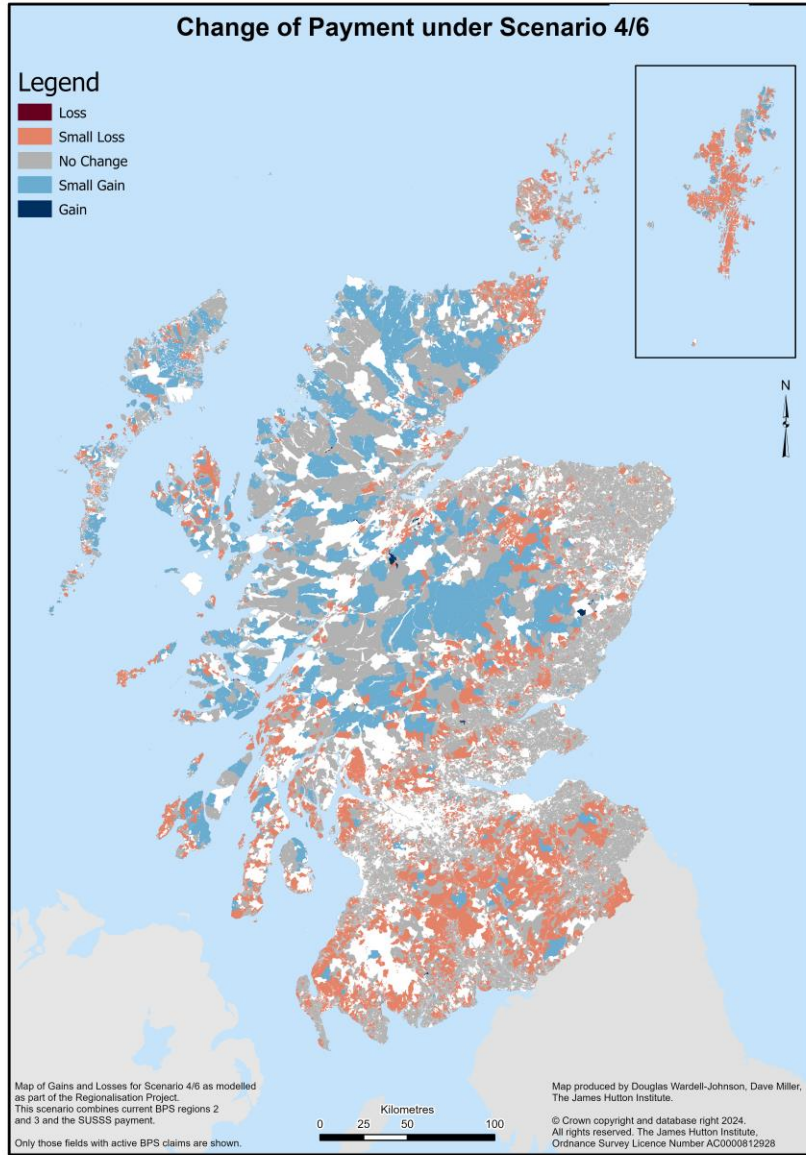 Change of Payment under Scenario 4/6
Legend
Loss
Small Loss
No Change
Small Gain
Gain
N
Map of Gains and Losses for Scenario 4/6 as modelled
as part of the Regionalisation Project.
This scenario combines current BPS regions 2
and 3 and the SUSSS payment.
Only those fields with active BPS claims are shown.
Kilometres
0 25 50 100
Map produced by Douglas Wardell-Johnson, Dave Miller,
The James Hutton Institute.
© Crown copyright and database right 2024.
All rights reserved. The James Hutton Institute,
Ordnance Survey Licence Number AC0000812928